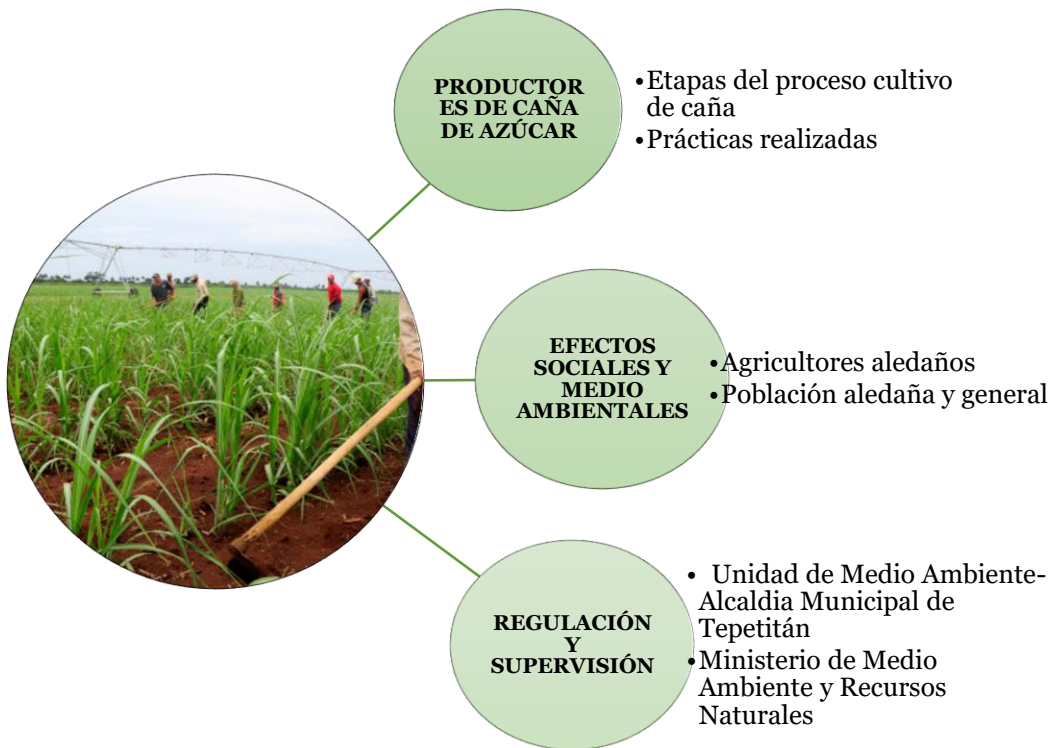 PRODUCTOR
ES DE CAÑA
DE AZÚCAR
•Etapas del proceso cultivo
de caña
•Prácticas realizadas
EFECTOS
SOCIALES Y
MEDIO
AMBIENTALES
•Agricultores aledaños
•Población aledaña y general
REGULACIÓN
Y
SUPERVISIÓN
• Unidad de Medio Ambiente-
Alcaldia Municipal de
Tepetitán
•Ministerio de Medio
Ambiente y Recursos
Naturales